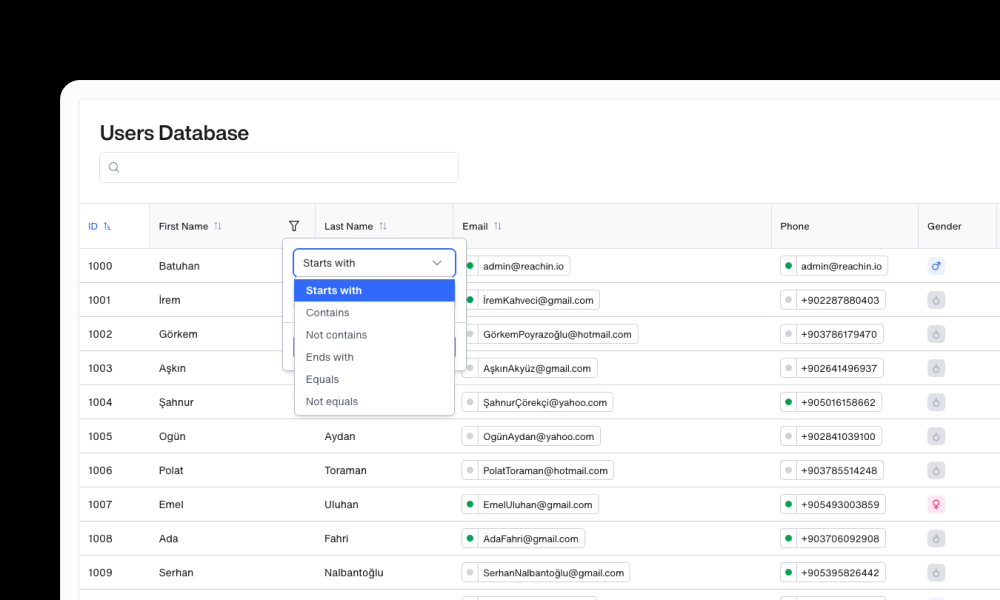 Users Database
ID First Name Last Name Email Phone Gender
Starts with
Starts with
Contains
Not contains
Ends with
Equals
Not equals
1000 Batuhan admin@reachin.io admin@reachin.io
1001 İrem İremKahveci@gmail.com +902287880403
1002 Görkem GörkemPoyrazoğlu@hotmail.com +903786179470
1003 Aşkın AşkınAkyüz@gmail.com +902641496937
1004 Şahnur ŞahnurÇörekçi@yahoo.com +905016158662
1005 Ogün Aydan OgünAydan@yahoo.com +902841039100
1006 Polat Toraman PolatToraman@hotmail.com +903785514248
1007 Emel Uluhan EmelUluhan@gmail.com +905493003859
1008 Ada Fahri AdaFahri@gmail.com +903706092908
1009 Serhan Nalbantoğlu SerhanNalbantoğlu@gmail.com +905395826442